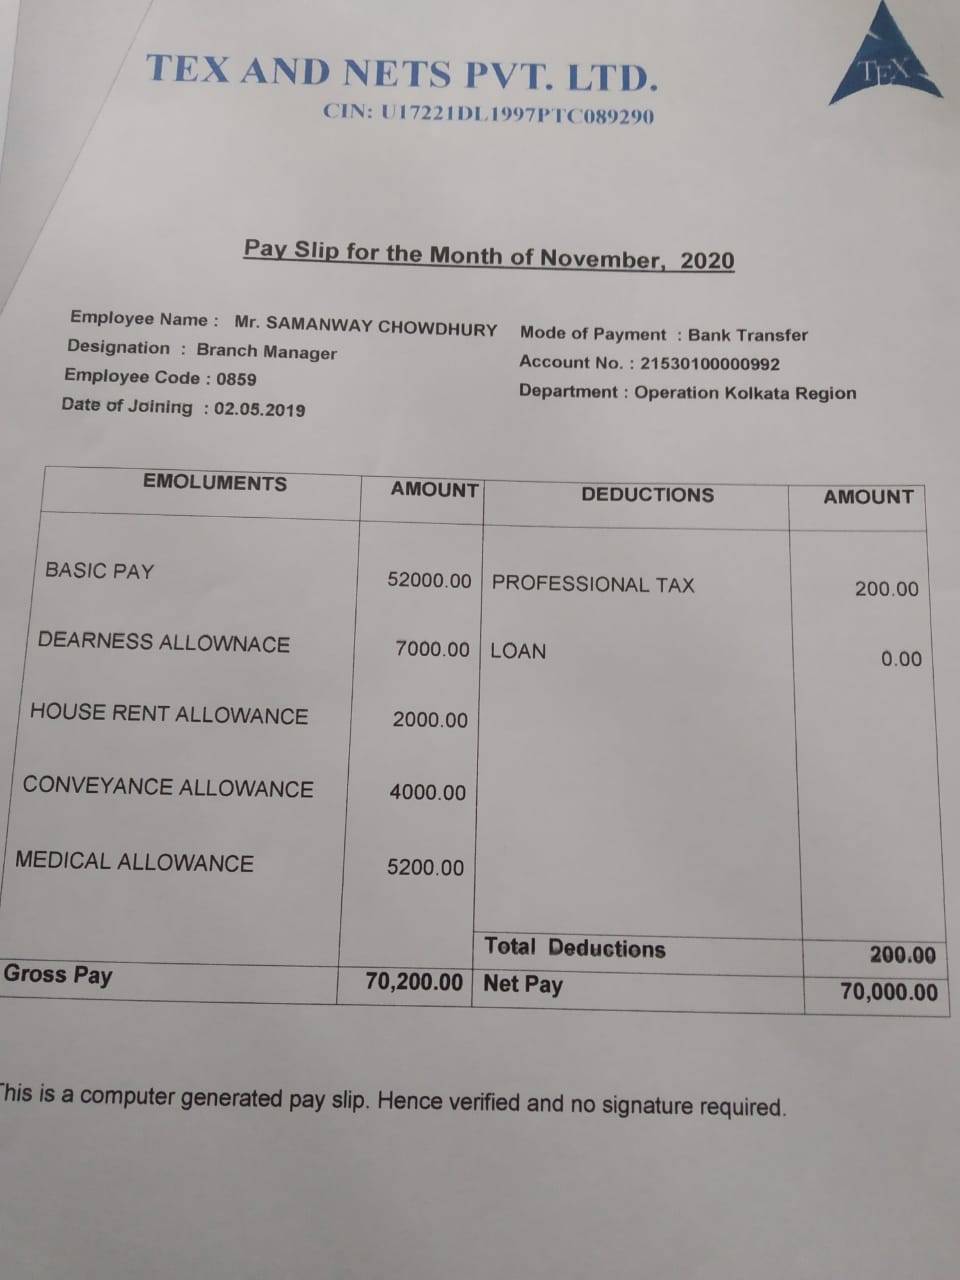 TEX AND NETS PVT. LTD.
TEX
CIN: U17221DL1997PTC089290
Pay Slip for the Month of November, 2020
Employee Name : Mr. SAMANWAY CHOWDHURY
Designation : Branch Manager
Employee Code : 0859
Date of Joining : 02.05.2019
Mode of Payment : Bank Transfer
Account No. : 21530100000992
Department : Operation Kolkata Region
EMOLUMENTS AMOUNT DEDUCTIONS AMOUNT
BASIC PAY 52000.00 PROFESSIONAL TAX 200.00
DEARNESS ALLOWNACE 7000.00 LOAN 0.00
HOUSE RENT ALLOWANCE 2000.00
CONVEYANCE ALLOWANCE 4000.00
MEDICAL ALLOWANCE 5200.00
Total Deductions 200.00
Gross Pay 70,200.00 Net Pay 70,000.00
This is a computer generated pay slip. Hence verified and no signature required.